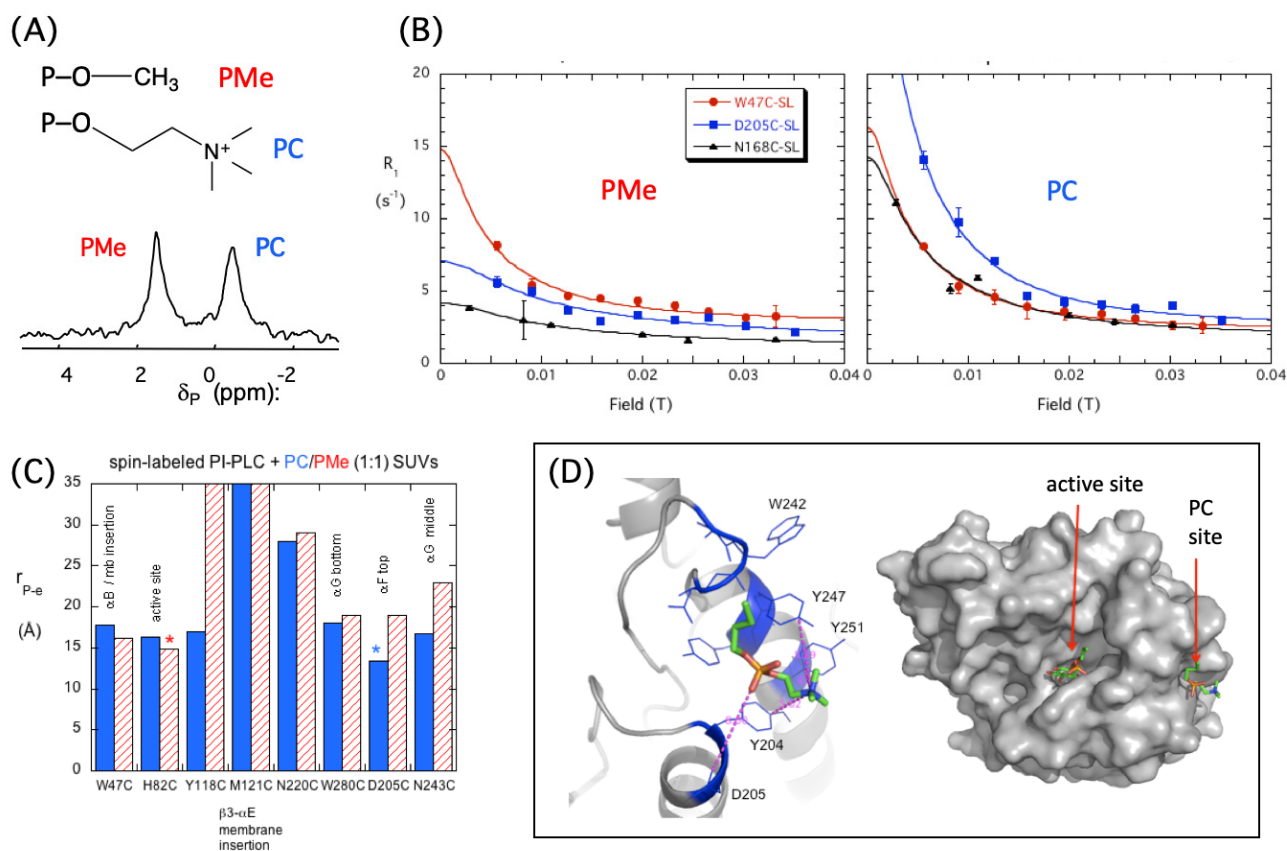 (A)
P–O—CH3 PMe
P–O
N+ PC
PMe PC
4 2 0 -2
δP (ppm):
(B)
20
15
R1
(s-1)
10
5
0
W47C-SL
D205C-SL
N168C-SL
PMe
PC
0 0.01 0.02 0.03 0.04
0 0.01 0.02 0.03 0.04
Field (T)
Field (T)
(C)
spin-labeled PI-PLC + PC/PMe (1:1) SUVs
35
30
25
20
15
10
5
0
rP-e
(Å)
αB / mb insertion
active site
*
αG bottom
αF top
*
αG middle
W47C H82C Y118C M121C N220C W280C D205C N243C
β3-αE
membrane
insertion
(D)
W242
Y247
Y251
Y204
D205
active site
PC
site